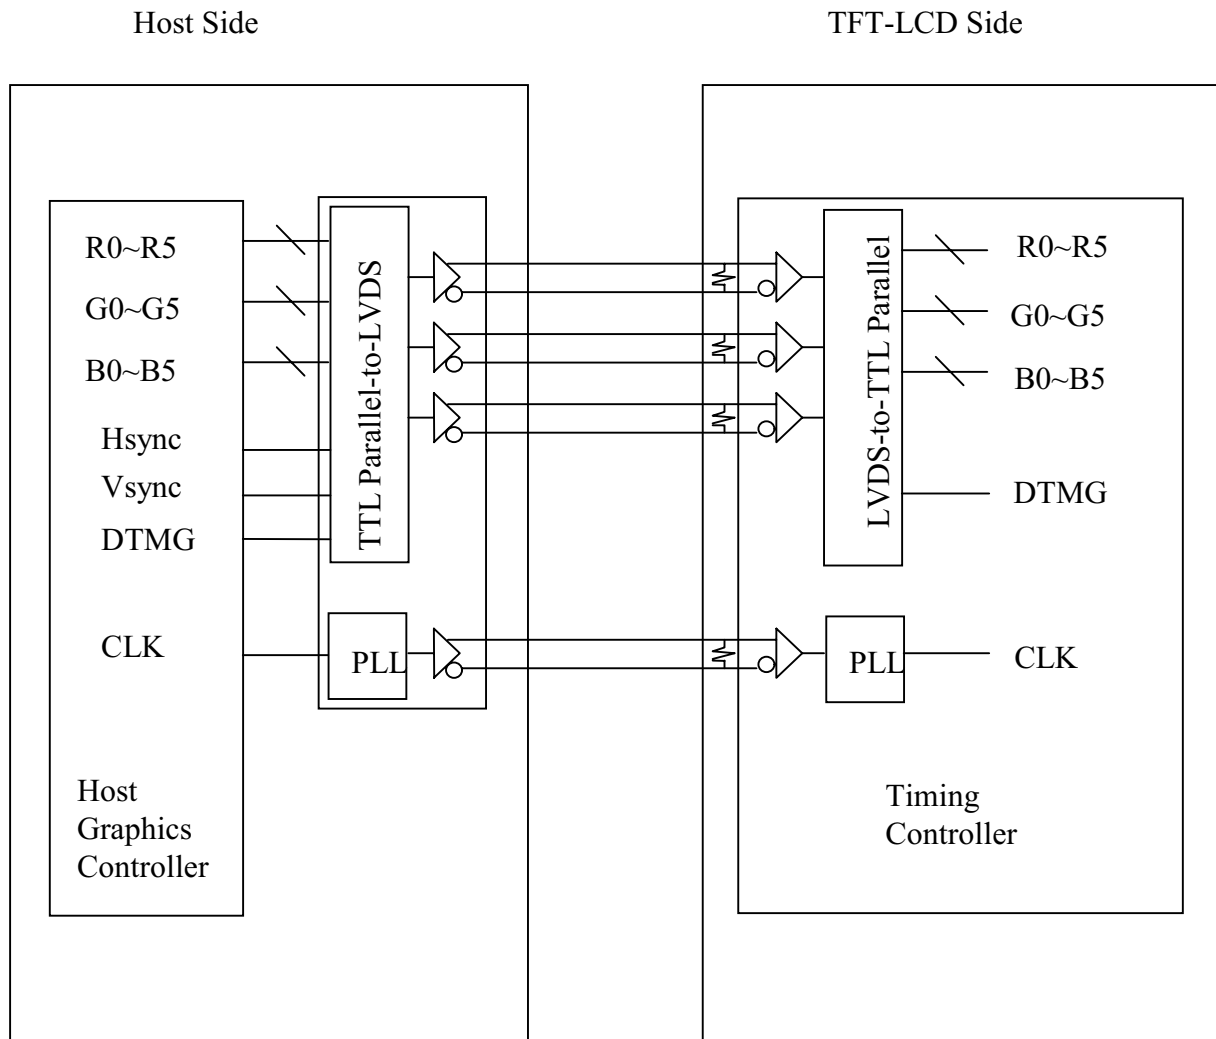 Host Side
TFT-LCD Side
R0~R5
G0~G5
B0~B5
Hsync
Vsync
DTMG
CLK
Host
Graphics
Controller
TTL Parallel-to-LVDS
PLL
LVDS-to-TTL Parallel
PLL
R0~R5
G0~G5
B0~B5
DTMG
CLK
Timing
Controller